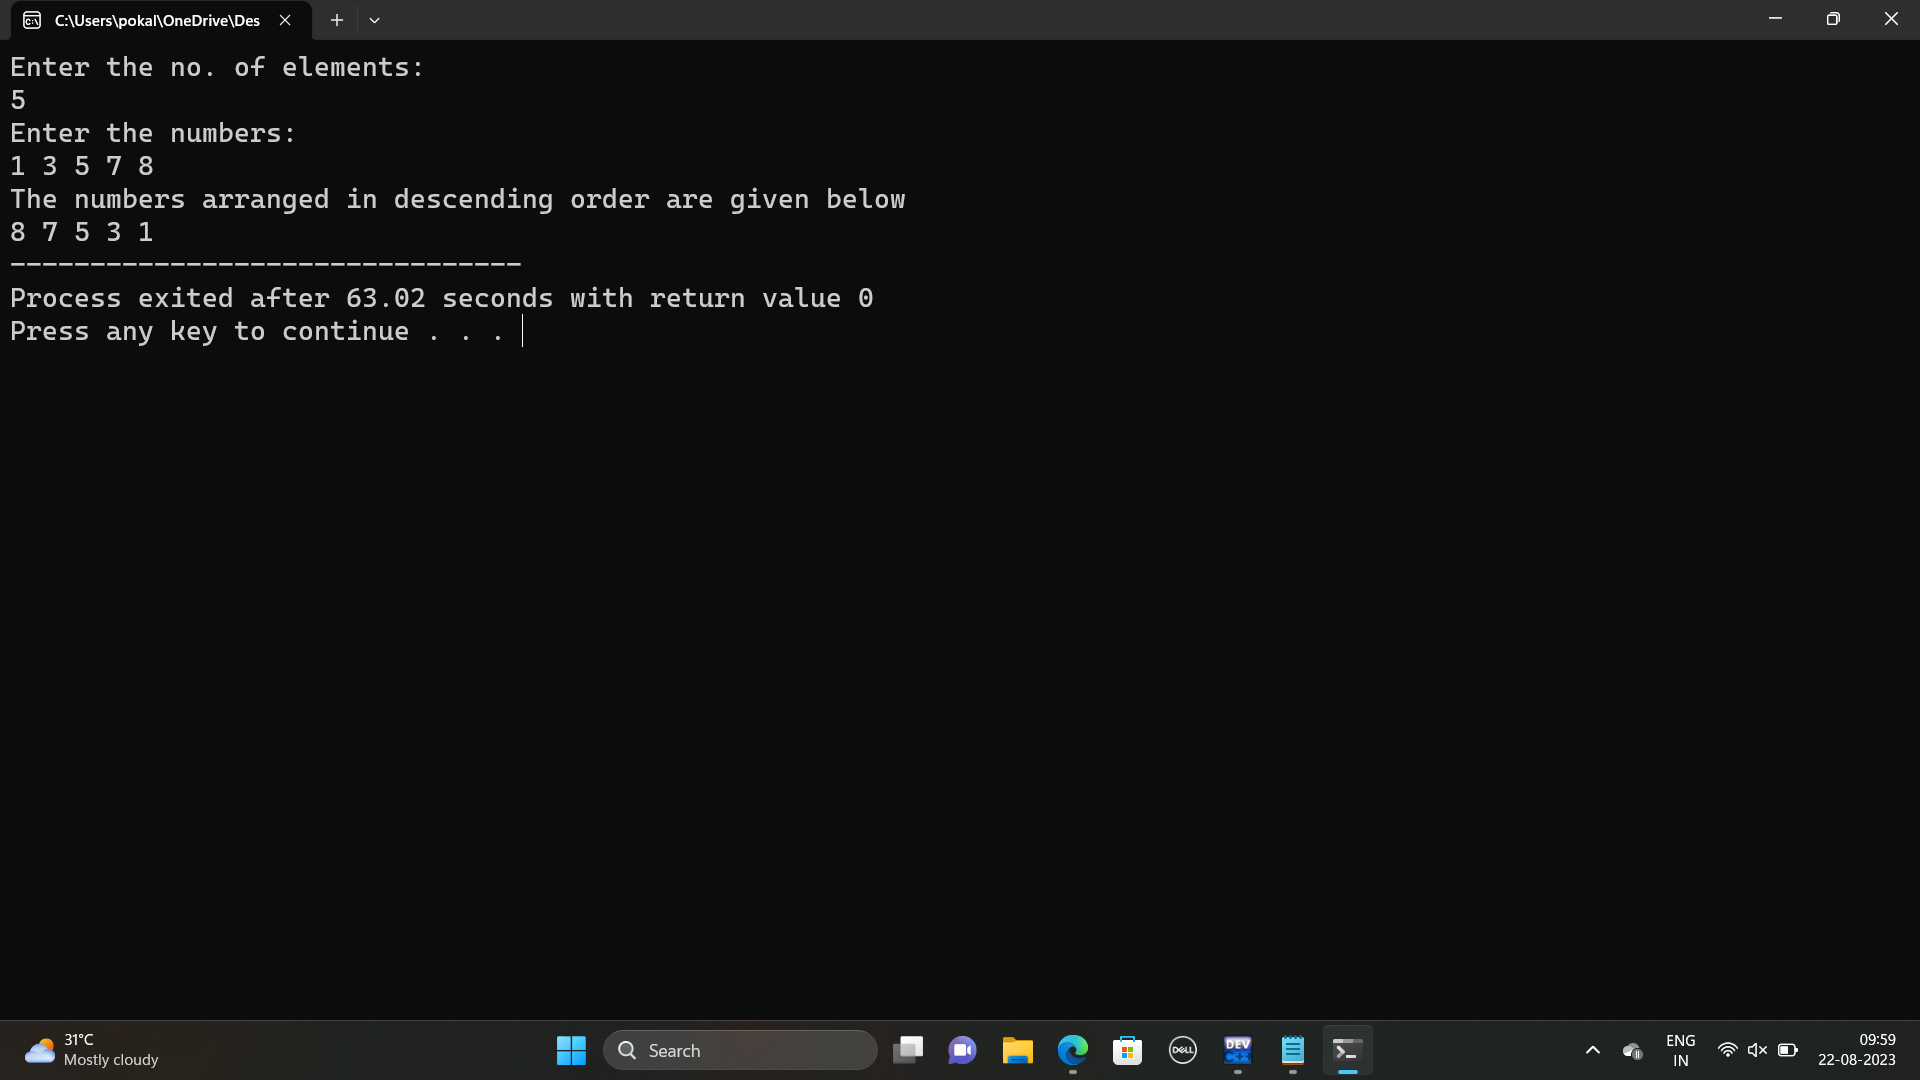 C:\Users\pokal\OneDrive\Des
Enter the no. of elements:
5
Enter the numbers:
1 3 5 7 8
The numbers arranged in descending order are given below
8 7 5 3 1
--------------------------------
Process exited after 63.02 seconds with return value 0
Press any key to continue . . .
31°C
Mostly cloudy
Search
DELL
DEV
C++
ENG
IN
09:59
22-08-2023